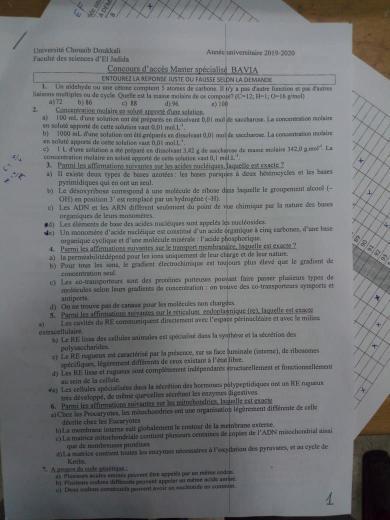 Université Chouaib Doukkali Année universitaire 2019-2020
Faculté des sciences d'El Jadida
Concours d'accès Master spécialisé BAVIA
ENTOUREZ LA REPONSE JUSTE OU FAUSSE SELON LA DEMANDE
1. Un aldéhyde ou une cétone comptent 5 atomes de carbone. Il n'y a pas d'autre fonction et pas d'autres
liaisons multiples ou de cycle. Quelle est la masse molaire de ce composé? (C=12; H=1; O=16 g/mol)
a) 72 b) 86 c) 88 d) 96 e) 100
2. Concentration molaire en soluté apporté d'une solution.
a) 100 mL d'une solution ont été préparés en dissolvant 0,01 mol de saccharose. La concentration molaire
en soluté apporté de cette solution vaut 0,01 mol.L⁻¹.
b) 1000 mL d'une solution ont été préparés en dissolvant 0,01 mol de saccharose. La concentration molaire
en soluté apporté de cette solution vaut 0,01 mol.L⁻¹.
c) 1 L d'une solution a été préparé en dissolvant 3,42 g de saccharose de masse molaire 342,0 g.mol⁻¹. La
concentration molaire en soluté apporté de cette solution vaut 0,1 mol.L⁻¹.
3. Parmi les affirmations suivantes sur les acides nucléiques, laquelle est exacte ?
a) Il existe deux types de bases azotées : les bases puriques à deux hétérocycles et les bases
pyrimidiques qui en ont un seul.
b) Le désoxyribose correspond à une molécule de ribose dans laquelle le groupement alcool (-
OH) en position 3' est remplacé par un hydrogène (-H).
c) Les ADN et les ARN diffèrent seulement du point de vue chimique par la nature des bases
organiques de leurs monomères.
d) Les éléments de base des acides nucléiques sont appelés les nucléosides.
e) Un monomère d'acide nucléique est constitué d'un acide organique à cinq carbones, d'une base
organique cyclique et d'une molécule minérale : l'acide phosphorique.
4. Parmi les affirmations suivantes sur le transport membranaire, laquelle est exacte ?
a) la perméabilité dépend pour les ions uniquement de leur charge et de leur nature.
b) Pour tous les ions, le gradient électrochimique est toujours plus élevé que le gradient de
concentration seul.
c) Les co-transporteurs sont des protéines porteuses pouvant faire passer plusieurs types de
molécules selon leurs gradients de concentration : on trouve des co-transporteurs symports et
antiports.
d) On ne trouve pas de canaux pour les molécules non chargées.
5. Parmi les affirmations suivantes sur le réticulum endoplasmique (re), laquelle est exacte
a) Les cavités du RE communiquent directement avec l'espace périnucléaire et avec le milieu
extracellulaire.
b) Le RE lisse des cellules animales est spécialisé dans la synthèse et la sécrétion des
polysaccharides.
c) Le RE rugueux est caractérisé par la présence, sur sa face luminale (interne), de ribosomes
spécifiques, légèrement différents de ceux existant à l'état libre.
d) Les RE lisse et rugueux sont complètement indépendants structurellement et fonctionnellement
au sein de la cellule.
e) Les cellules spécialisées dans la sécrétion des hormones polypeptidiques ont un RE rugueux
très développé, de même que celles sécrétant les enzymes digestives.
6. Parmi les affirmations suivantes sur les mitochondries, laquelle est exacte
a) Chez les Procaryotes, les mitochondries ont une organisation légèrement différente de celle
décrite chez les Eucaryotes
b) La membrane interne suit globalement le contour de la membrane externe.
c) La matrice mitochondriale contient plusieurs centaines de copies de l'ADN mitochondrial ainsi
que de nombreuses protéines
d) La matrice contient toutes les enzymes nécessaires à l'oxydation du pyruvate, et au cycle de
Krebs.
7. A propos du code génétique :
a) Plusieurs acides aminés peuvent être appelés par un même codon.
b) Plusieurs codons différents peuvent appeler un même acide aminé.
c) Deux codons consécutifs peuvent avoir un nucléotide en commun.
1